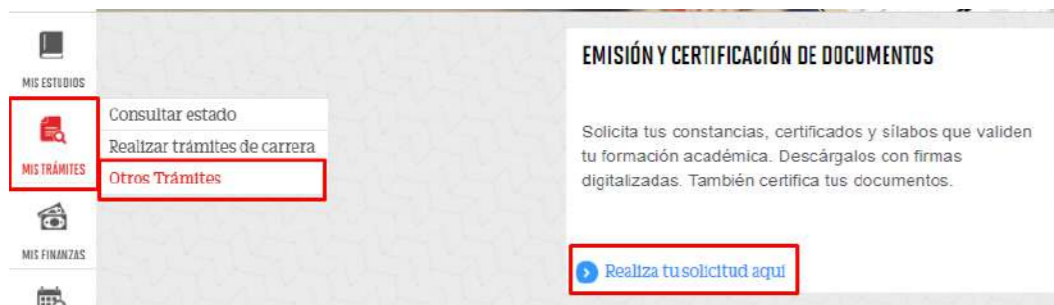 MIS ESTUDIOS
MIS TRÁMITES
MIS FINANZAS
Consultar estado
Realizar trámites de carrera
Otros Trámites
EMISIÓN Y CERTIFICACIÓN DE DOCUMENTOS
Solicita tus constancias, certificados y sílabos que validen
tu formación académica. Descárgalos con firmas
digitalizadas. También certifica tus documentos.
Realiza tu solicitud aquí